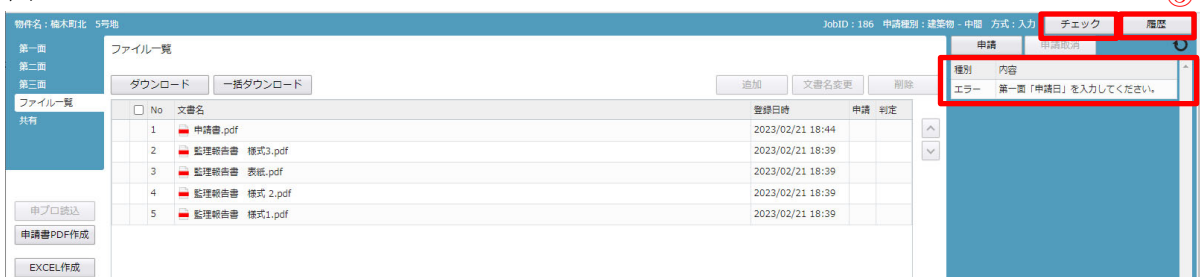 物件名:楠木町北 5号地
JobID:186 申請種別:建築物 - 中間 方式:入力
チェック
履歴
第一面
第二面
第三面
ファイル一覧
共有
ファイル一覧
申請
申請取消
ダウンロード
一括ダウンロード
追加
文書名変更
削除
種別 内容
エラー 第一面「申請日」を入力してください。
No 文書名 登録日時 申請 判定
1 申請書.pdf 2023/02/21 18:44
2 監理報告書 様式3.pdf 2023/02/21 18:39
3 監理報告書 表紙.pdf 2023/02/21 18:39
4 監理報告書 様式 2.pdf 2023/02/21 18:39
5 監理報告書 様式1.pdf 2023/02/21 18:39
申プロ読込
申請書PDF作成
EXCEL作成